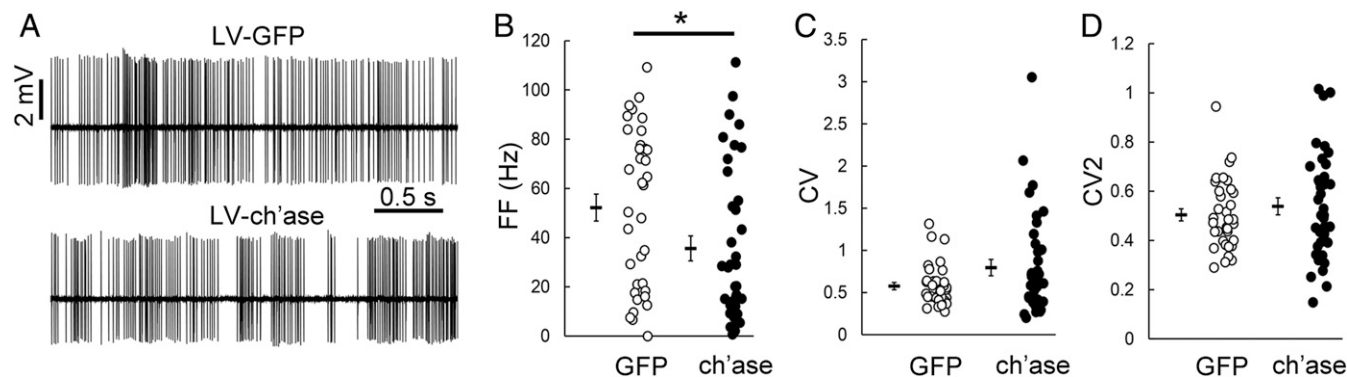 A
LV-GFP
2 mV
0.5 s
LV-ch'ase
B
*
FF (Hz)
120
100
80
60
40
20
0
GFP
ch'ase
C
CV
3.5
3
2.5
2
1.5
1
0.5
0
GFP
ch'ase
D
CV2
1.2
1
0.8
0.6
0.4
0.2
0
GFP
ch'ase